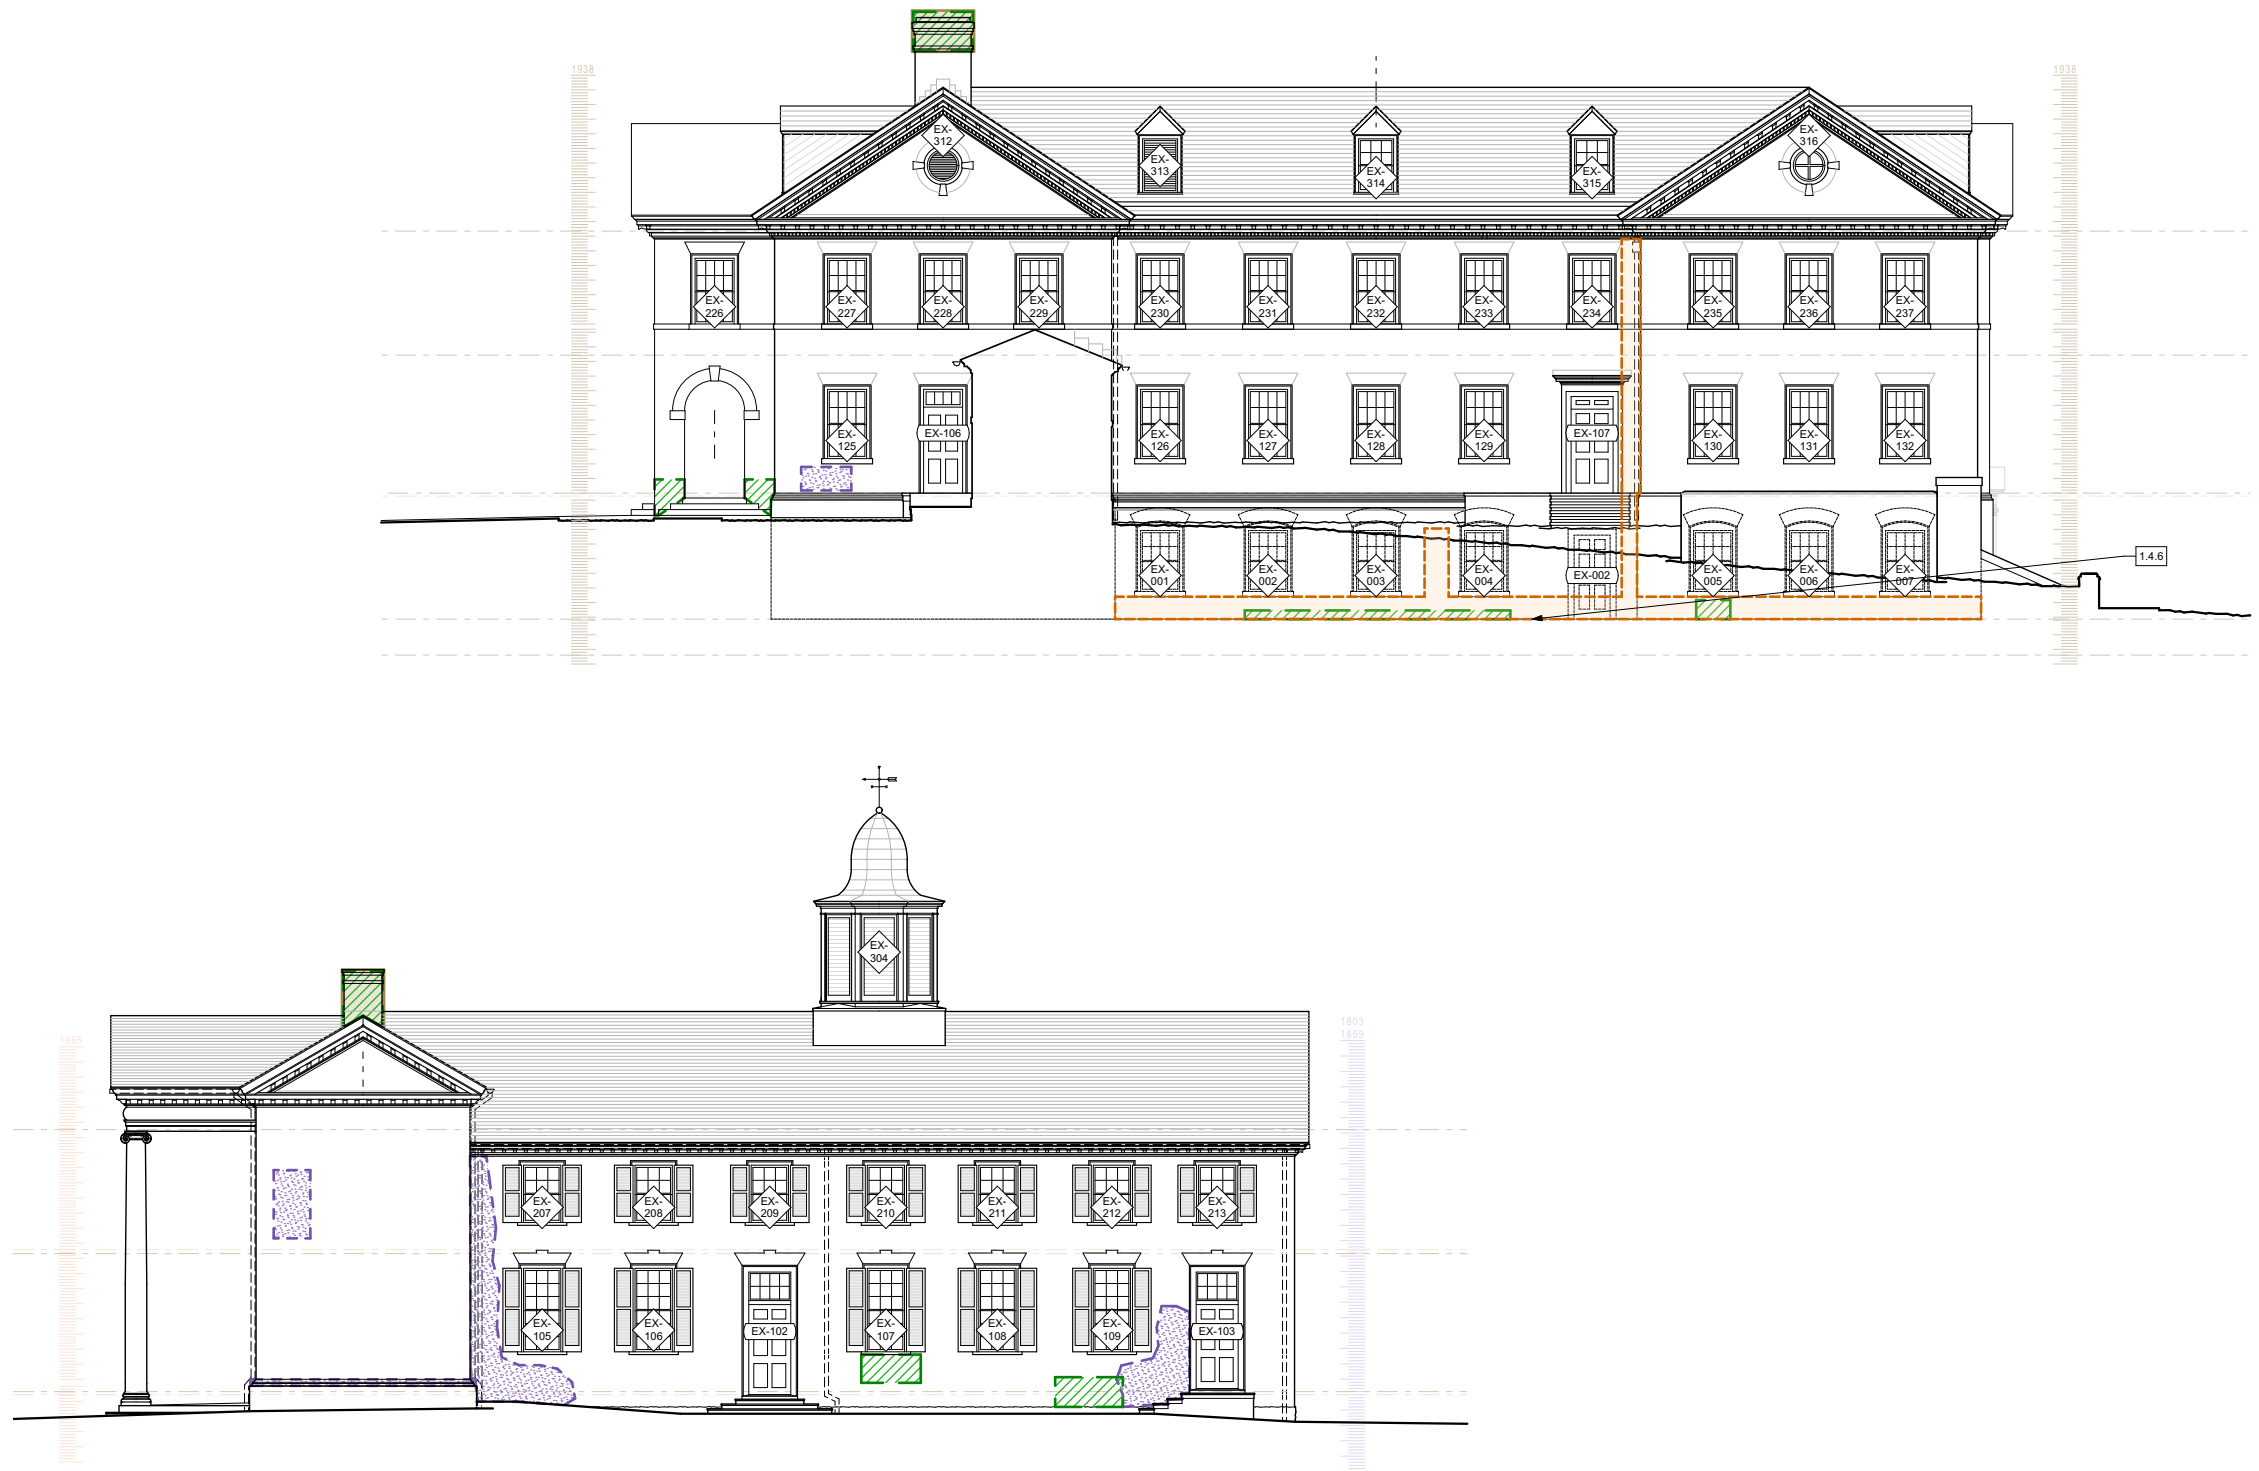 1938
1938
EX-
312
EX-
313
EX-
314
EX-
315
EX-
316
EX-
226
EX-
227
EX-
228
EX-
229
EX-
230
EX-
231
EX-
232
EX-
233
EX-
234
EX-
235
EX-
236
EX-
237
EX-
125
EX-106
EX-
126
EX-
127
EX-
128
EX-
129
EX-107
EX-
130
EX-
131
EX-
132
EX-
001
EX-
002
EX-
003
EX-
004
EX-002
EX-
005
EX-
006
EX-
007
1.4.6
EX-
304
1865
1803
1859
EX-
207
EX-
208
EX-
209
EX-
210
EX-
211
EX-
212
EX-
213
EX-
105
EX-
106
EX-102
EX-
107
EX-
108
EX-
109
EX-103